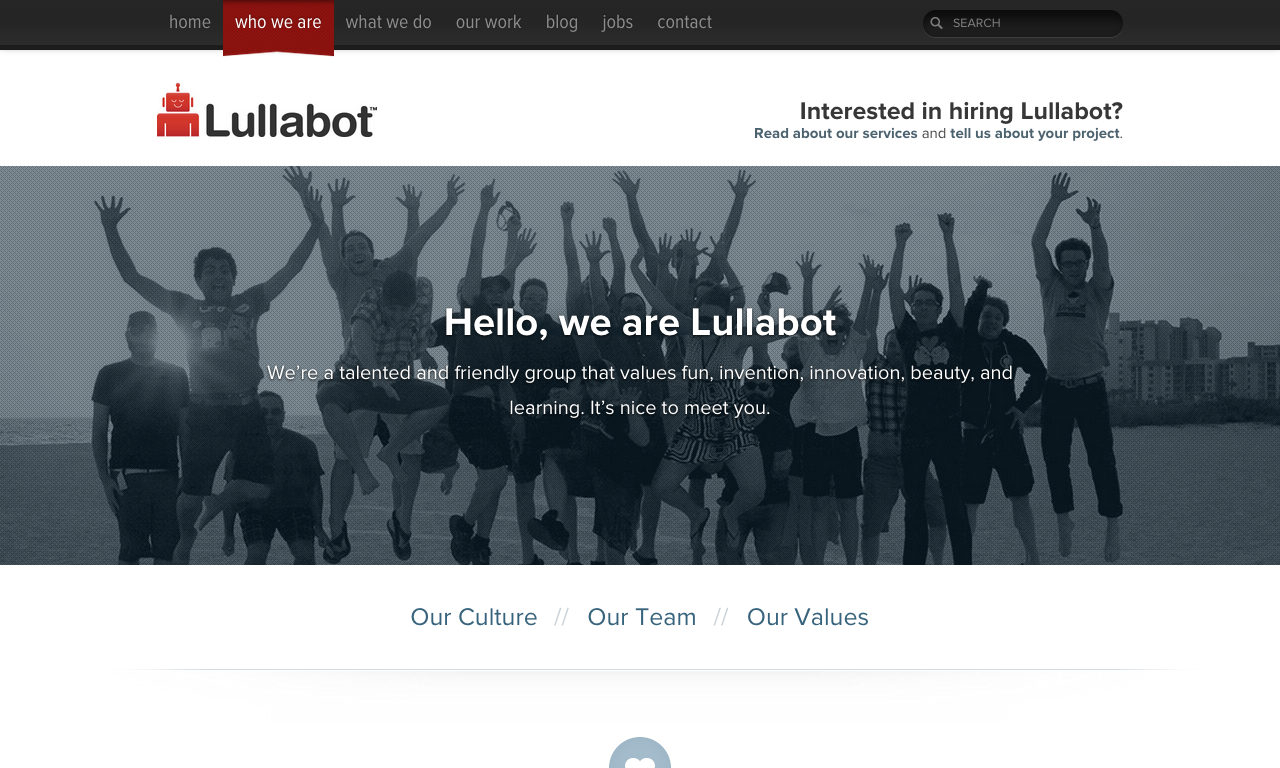 home who we are what we do our work blog jobs contact SEARCH
Lullabot™
Interested in hiring Lullabot?
Read about our services and tell us about your project.
Hello, we are Lullabot
We’re a talented and friendly group that values fun, invention, innovation, beauty, and
learning. It’s nice to meet you.
Our Culture // Our Team // Our Values